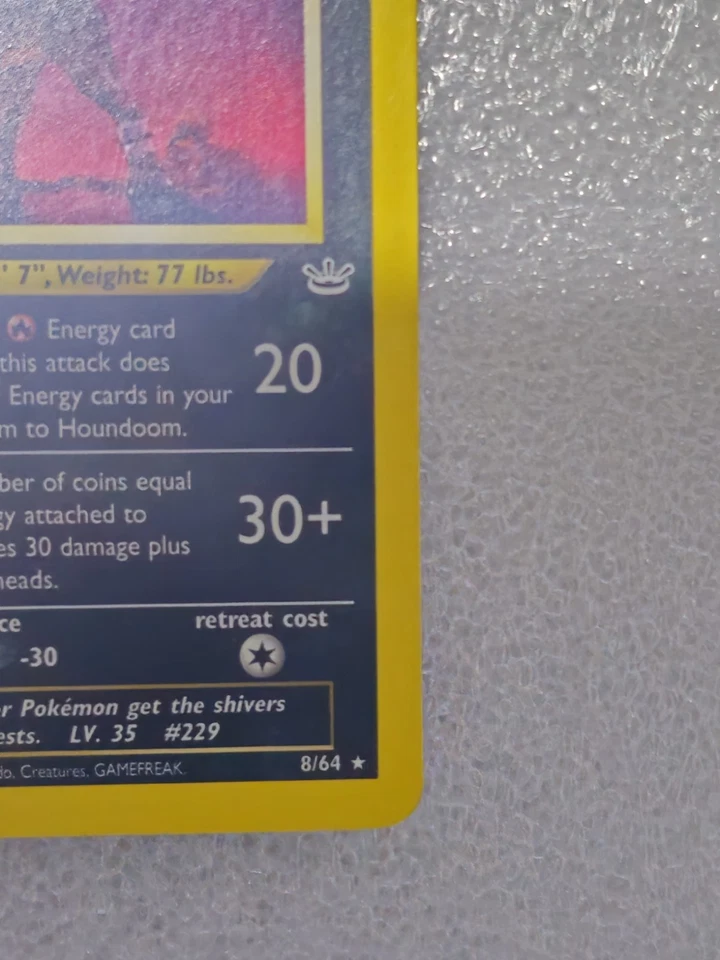 ' 7", Weight: 77 lbs.
Energy card
this attack does
Energy cards in your
m to Houndoom.
20
ber of coins equal
gy attached to
es 30 damage plus
heads.
30+
ce
retreat cost
-30
r Pokémon get the shivers
ests. LV. 35 #229
do, Creatures, GAMEFREAK.
8/64 ★